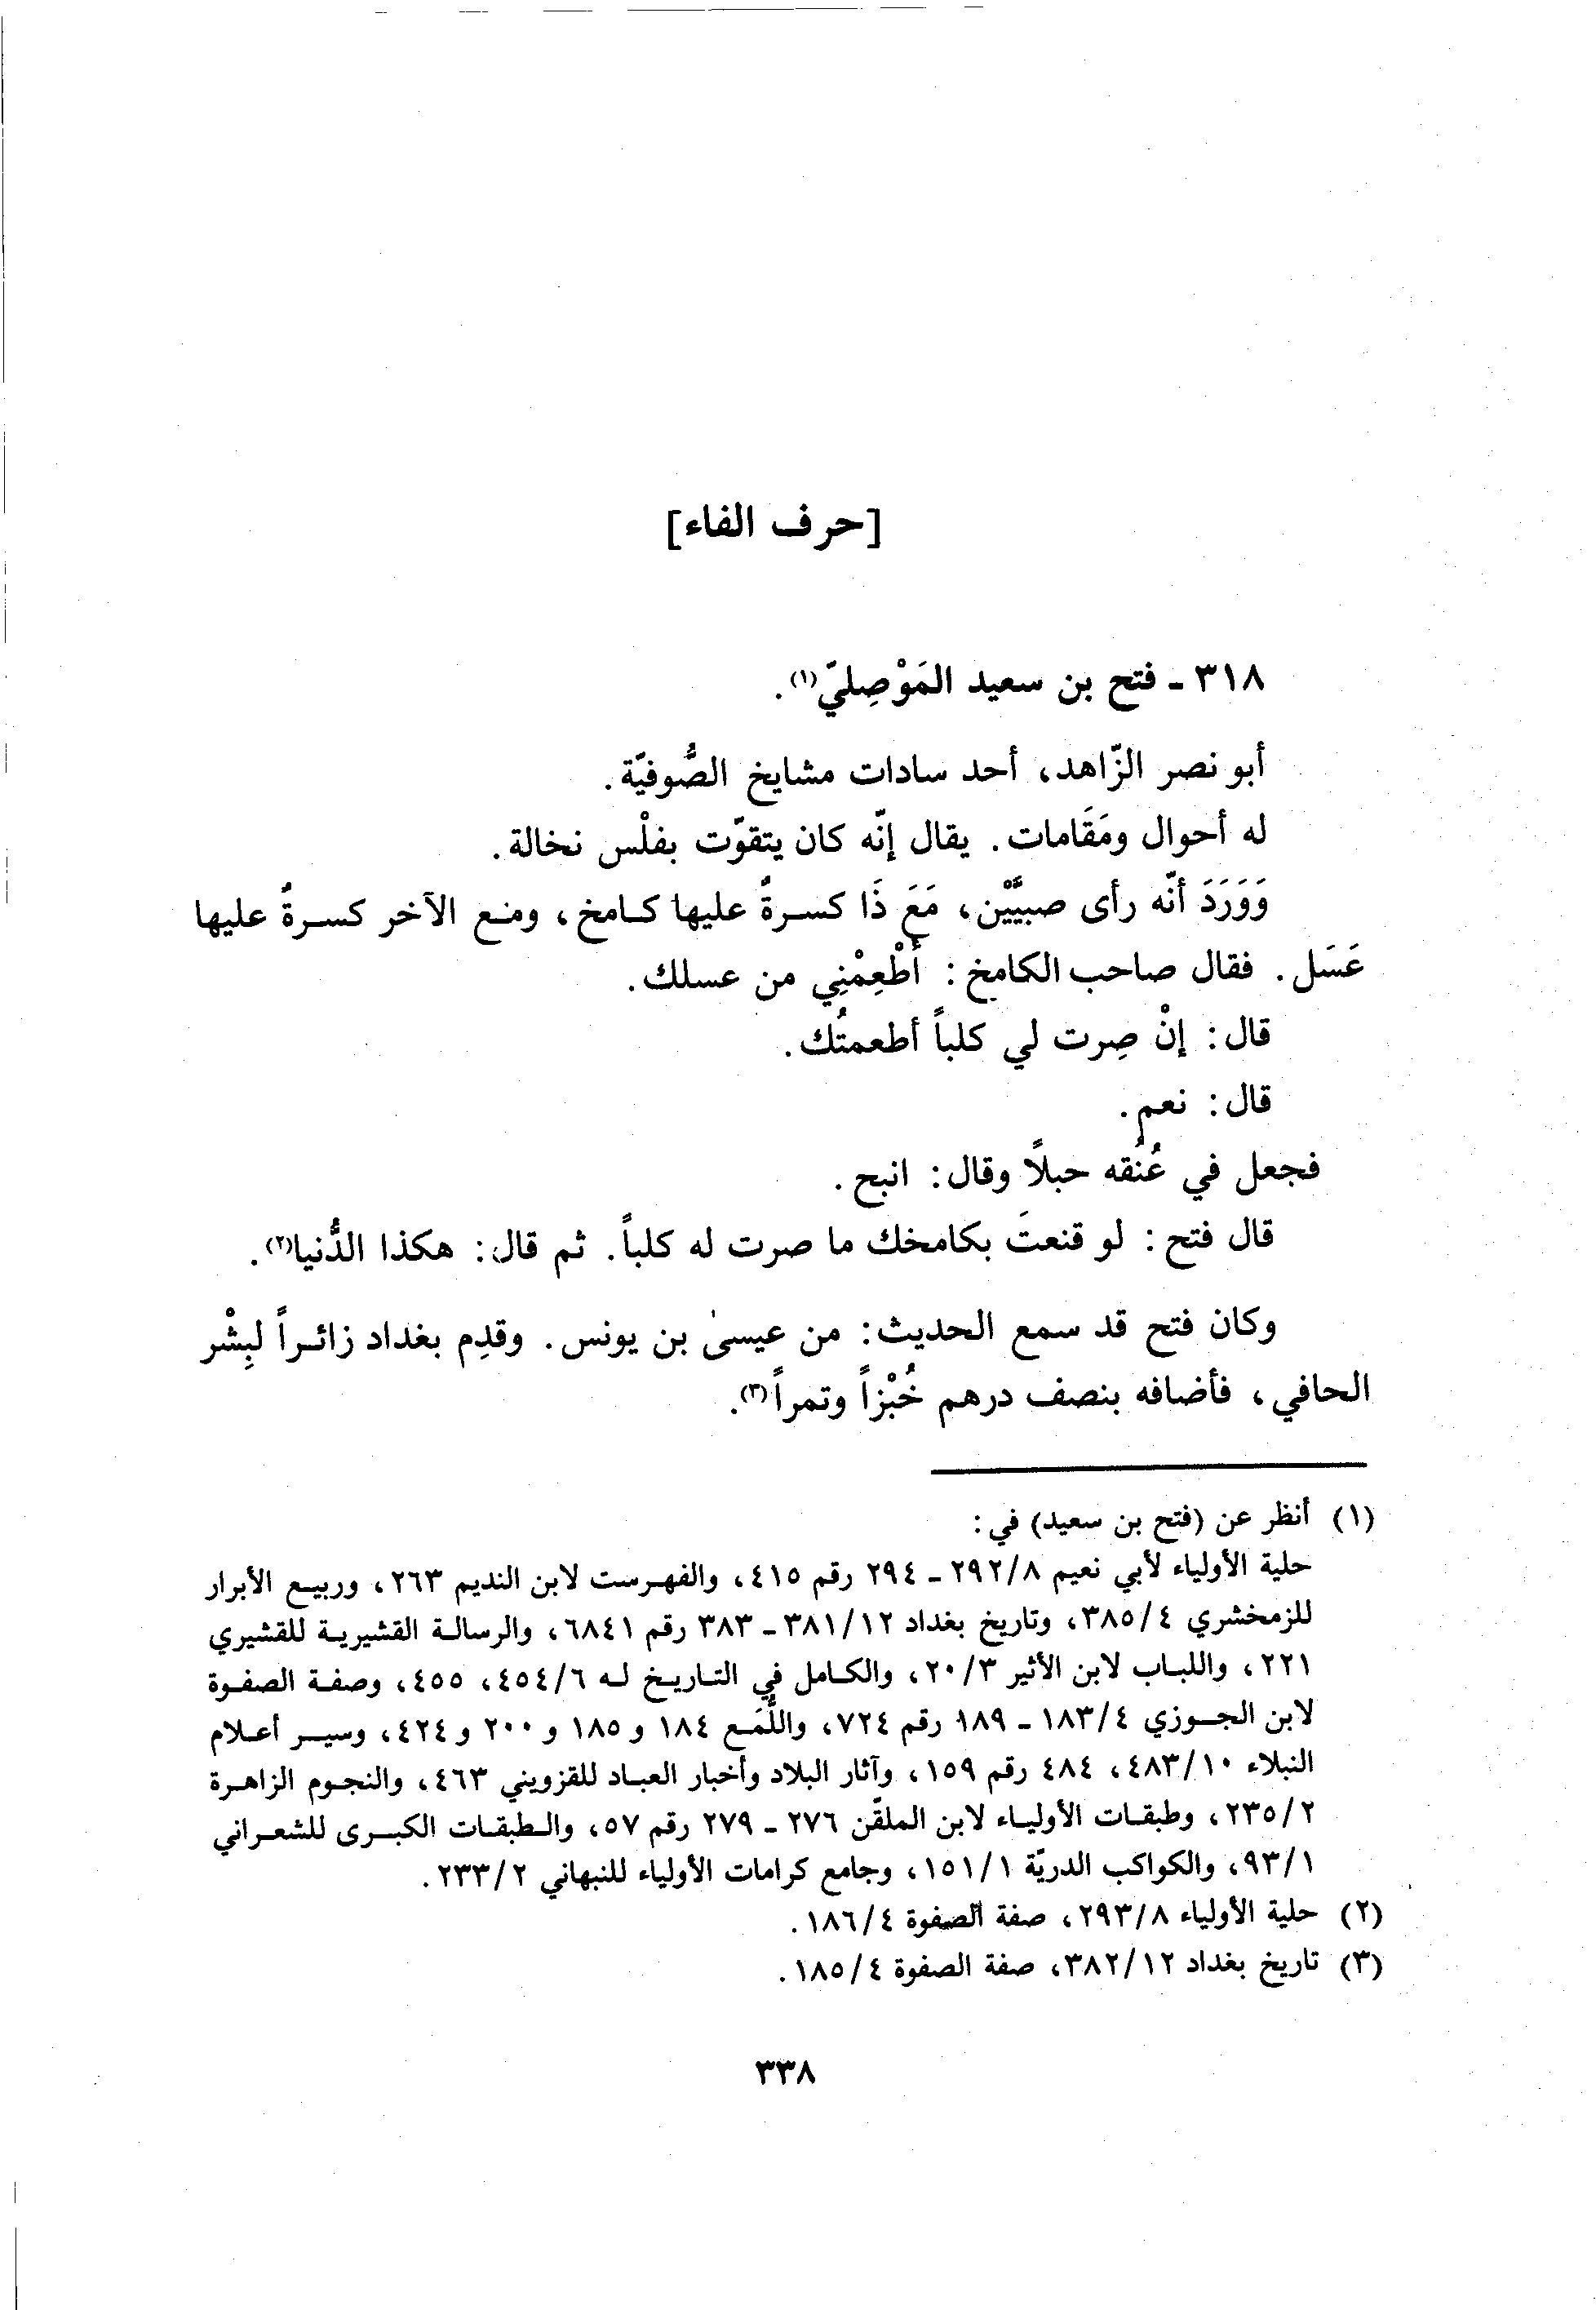 [حرف الفاء]
٣١٨ - فتح بن سعيد المَوْصِليّ(١).
أبو نصر الزّاهد، أحد سادات مشايخ الصُّوفيّة.
له أحوال ومَقَامات. يقال إنّه كان يتقوّت بفلْس نخالة.
وَوَرَدَ أنّه رأى صبيَّيْن، مَعَ ذَا كسرةٌ عليها كامخ، ومع الآخر كسرةٌ عليها
عَسَل. فقال صاحب الكامخ: أَطْعِمْنِي من عسلك.
قال: إنْ صِرت لي كلباً أطعمتُك.
قال: نعم.
فجعل في عُنُقه حبلاً وقال: انبح.
قال فتح: لو قنعتَ بكامخك ما صرت له كلباً. ثم قال: هكذا الدُّنيا(٢).
وكان فتح قد سمع الحديث: من عيسىٰ بن يونس. وقدِم بغداد زائراً لبِشْر
الحافي، فأضافه بنصف درهم خُبْزاً وتمراً(٣).
(١) أنظر عن (فتح بن سعيد) في:
حلية الأولياء لأبي نعيم ٨/٢٩٢ - ٢٩٤ رقم ٤١٥، والفهرست لابن النديم ٢٦٣، وربيع الأبرار
للزمخشري ٤/٣٨٥، وتاريخ بغداد ١٢/٣٨١ - ٣٨٣ رقم ٦٨٤١، والرسالة القشيرية للقشيري
٢٢١، واللباب لابن الأثير ٣/٢٠، والكامل في التاريخ له ٦/٤٥٤، ٤٥٥، وصفة الصفوة
لابن الجوزي ٤/١٨٣ - ١٨٩ رقم ٧٢٤، واللُّمَع ١٨٤ و ١٨٥ و ٢٠٠ و ٤٢٤، وسير أعلام
النبلاء ١٠/٤٨٣، ٤٨٤ رقم ١٥٩، وآثار البلاد وأخبار العباد للقزويني ٤٦٣، والنجوم الزاهرة
٢/٢٣٥، وطبقات الأولياء لابن الملقّن ٢٧٦ - ٢٧٩ رقم ٥٧، والطبقات الكبرى للشعراني
١/٩٣، والكواكب الدريّة ١/١٥١، وجامع كرامات الأولياء للنبهاني ٢/٢٣٣.
(٢) حلية الأولياء ٨/٢٩٣، صفة الصفوة ٤/١٨٦.
(٣) تاريخ بغداد ١٢/٣٨٢، صفة الصفوة ٤/١٨٥.
٣٣٨